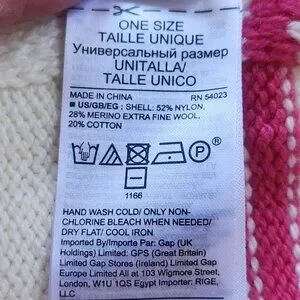 ONE SIZE
TAILLE UNIQUE
Универсальный размер
UNITALLA/
TALLE UNICO
MADE IN CHINA RN 54023
■ US/GB/EG : SHELL: 52% NYLON,
28% MERINO EXTRA FINE WOOL,
20% COTTON
P
1166
HAND WASH COLD/ ONLY NON-
CHLORINE BLEACH WHEN NEEDED/
DRY FLAT/ COOL IRON
Imported By/Importe Par: Gap (UK
Holdings) Limited: GPS (Great Britain)
Limited Gap Stores (Ireland) Limited Gap
Europe Limited All at 103 Wigmore Street,
London, W1U 1QS Egypt Importer: RIGE,
LLC